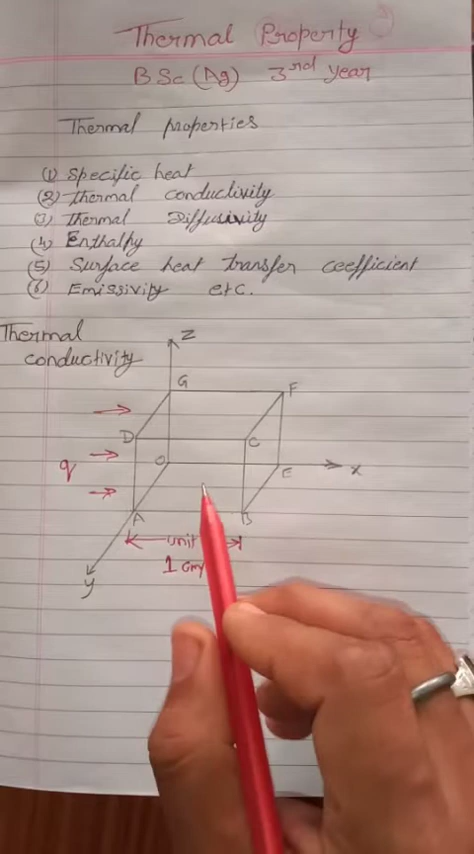 Thermal Property
B Sc (Ag) 3rd year
Thermal properties
(1) Specific heat
(2) Thermal conductivity
(3) Thermal Diffusivity
(4) Enthalpy
(5) Surface heat transfer coefficient
(6) Emissivity etc.
Thermal
conductivity
Z
G
F
D
C
q
O
E
x
A
B
unit
1 cm
y